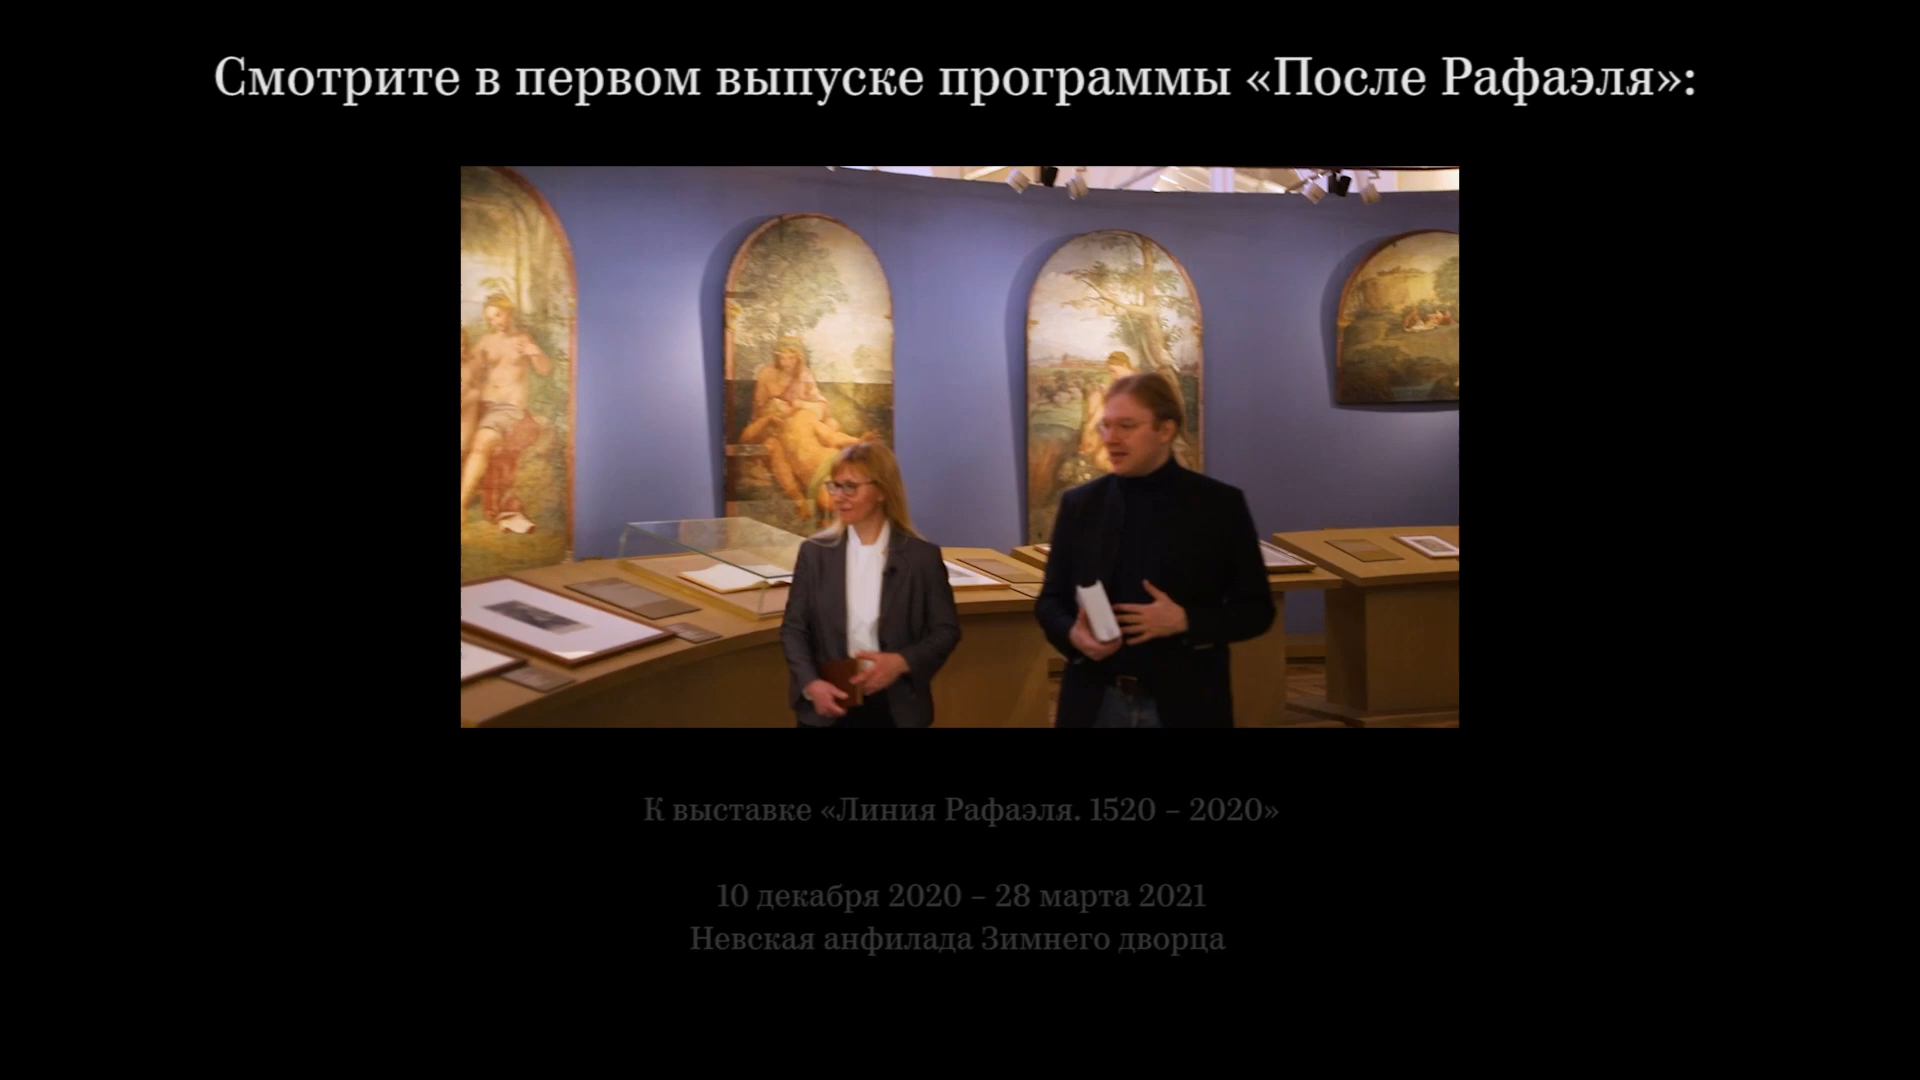 Смотрите в первом выпуске программы «После Рафаэля»:
К выставке «Линия Рафаэля. 1520 – 2020»
10 декабря 2020 – 28 марта 2021
Невская анфилада Зимнего дворца